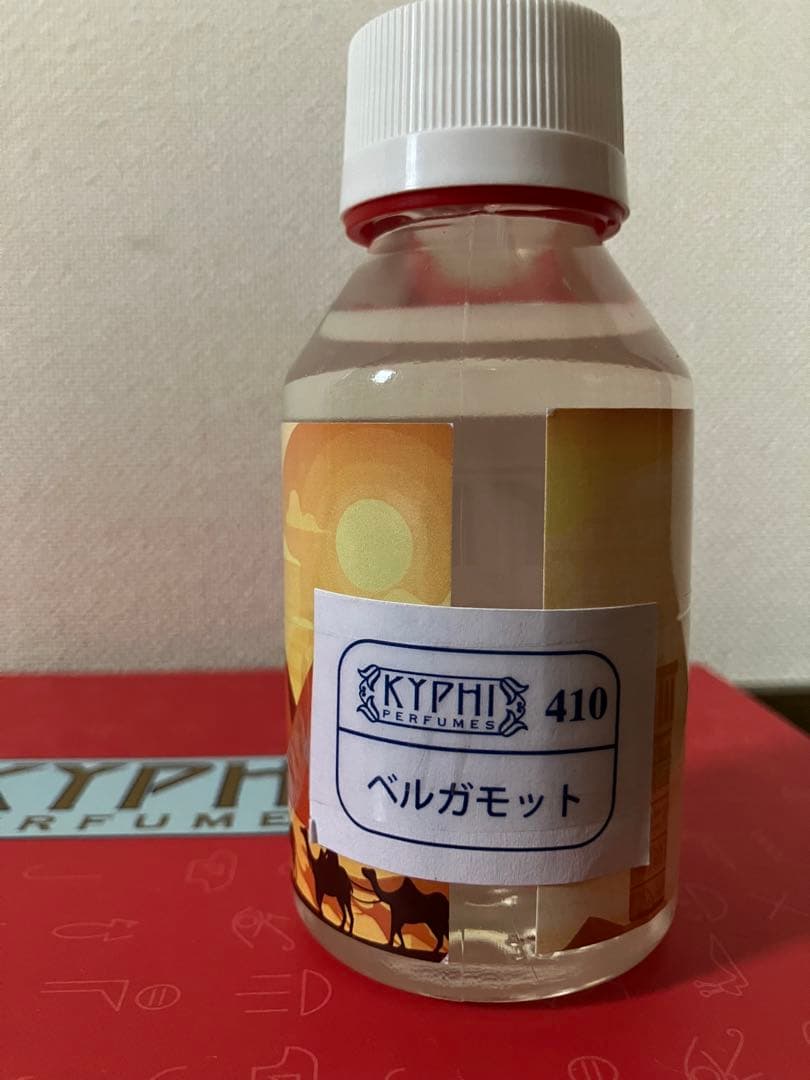 KYPHI 410
PERFUMES
ベルガモット
KYPHI
PERFUMES